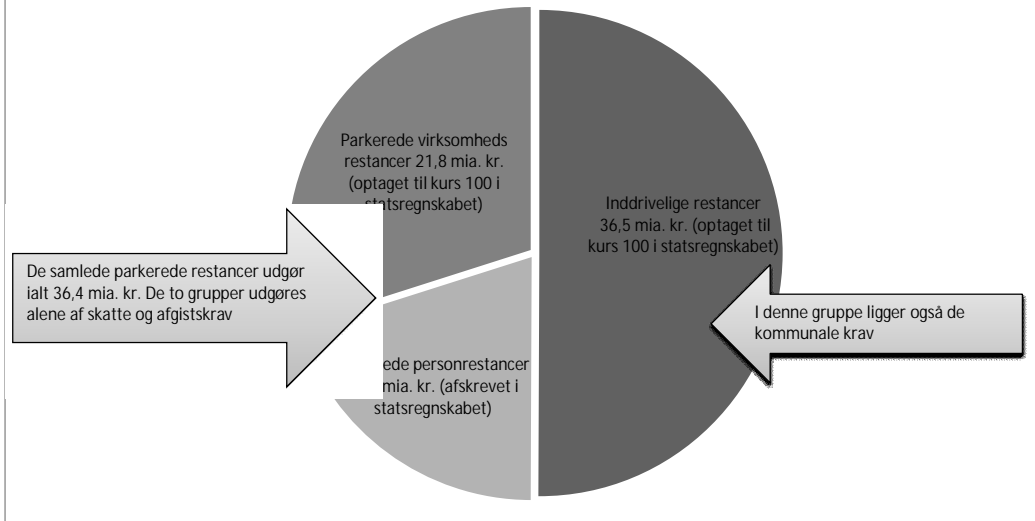 Parkerede virksomheds
restancer 21,8 mia. kr.
(optaget til kurs 100 i
statsregnskabet)
Inddrivelige restancer
36,5 mia. kr. (optaget til
kurs 100 i statsregnskabet)
De samlede parkerede restancer udgør
ialt 36,4 mia. kr. De to grupper udgøres
alene af skatte og afgistskrav
I denne gruppe ligger også de
kommunale krav
personrestancer
mia. kr. (afskrevet i
statsregnskabet)